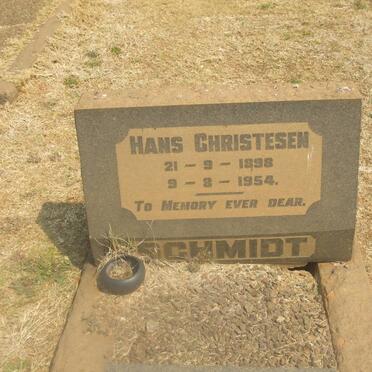 HANS CHRISTESEN
21 - 9 - 1898
9 - 8 - 1954.
TO MEMORY EVER DEAR.
SCHMIDT